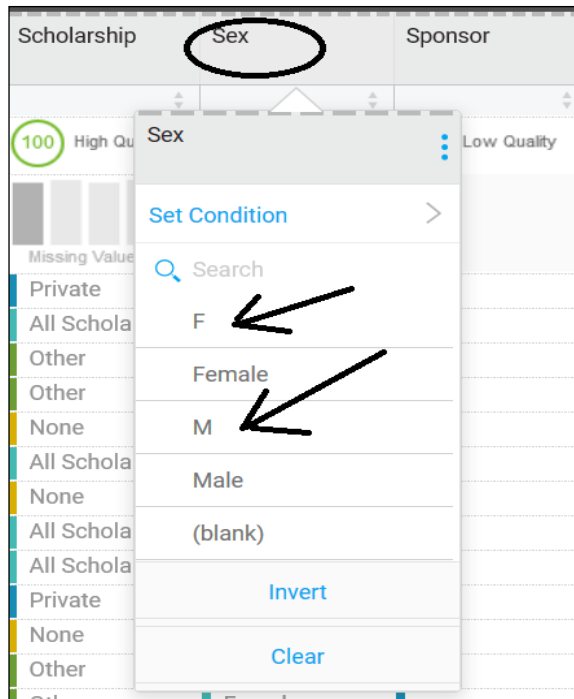 Scholarship Sex Sponsor
100 High Qu Sex Low Quality
Set Condition
Missing Value
Search
Private
All Schola F
Other
Female
Other
None M
All Schola
Male
None
All Schola (blank)
All Schola
Private Invert
None
Clear
Other